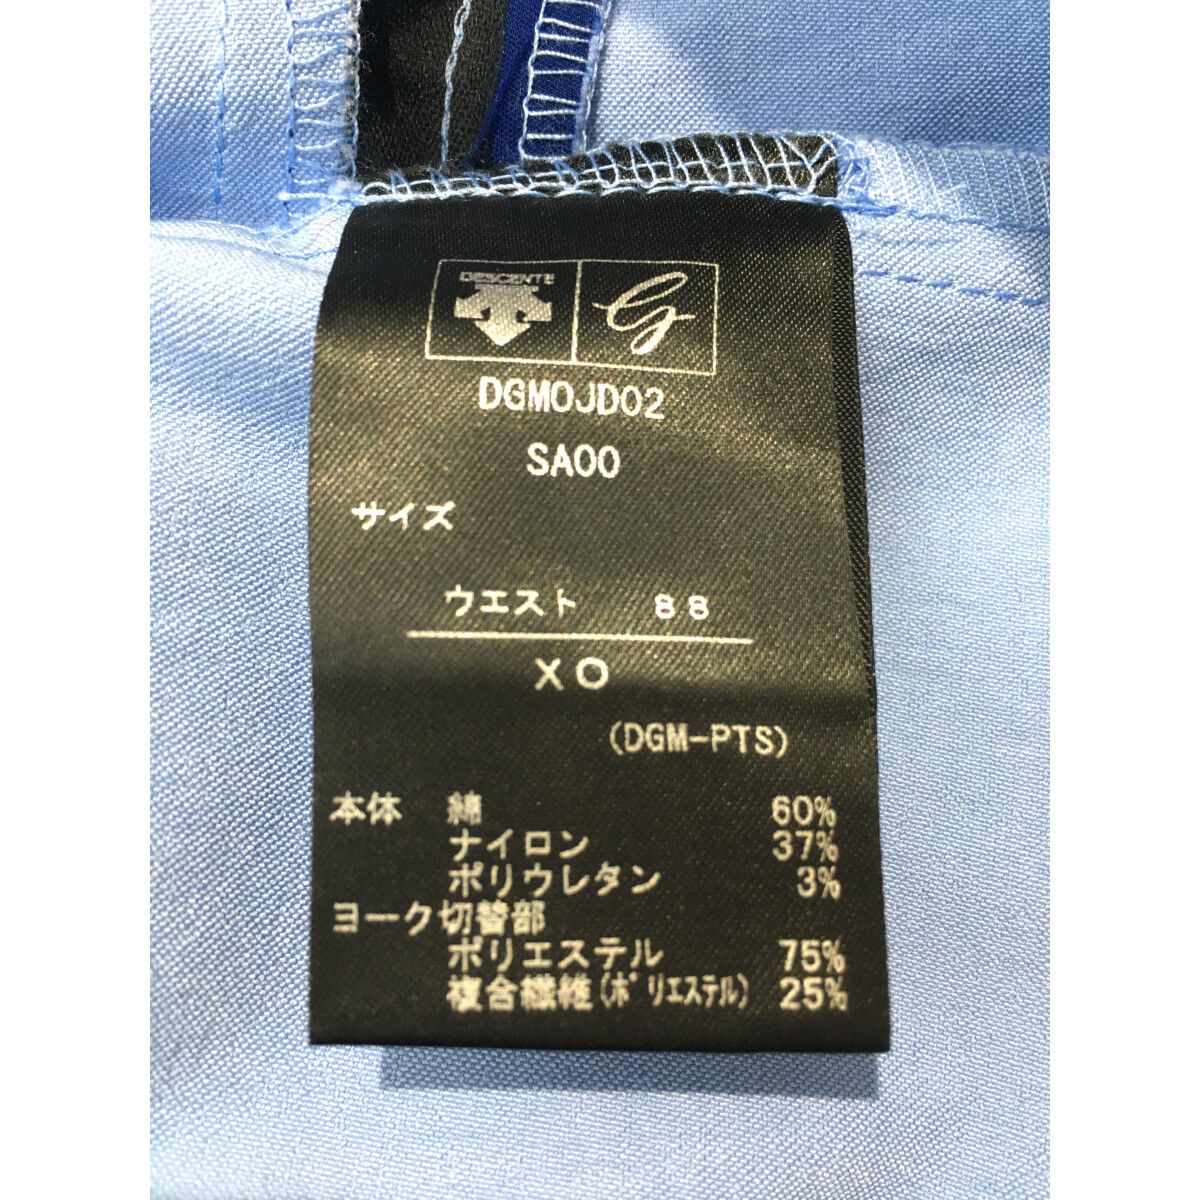 DESCENTE G
DGM0JD02
SA00
サイズ
ウエスト 88
XO
(DGM-PTS)
本体 綿 60%
ナイロン 37%
ポリウレタン 3%
ヨーク切替部
ポリエステル 75%
複合繊維(ポリエステル) 25%